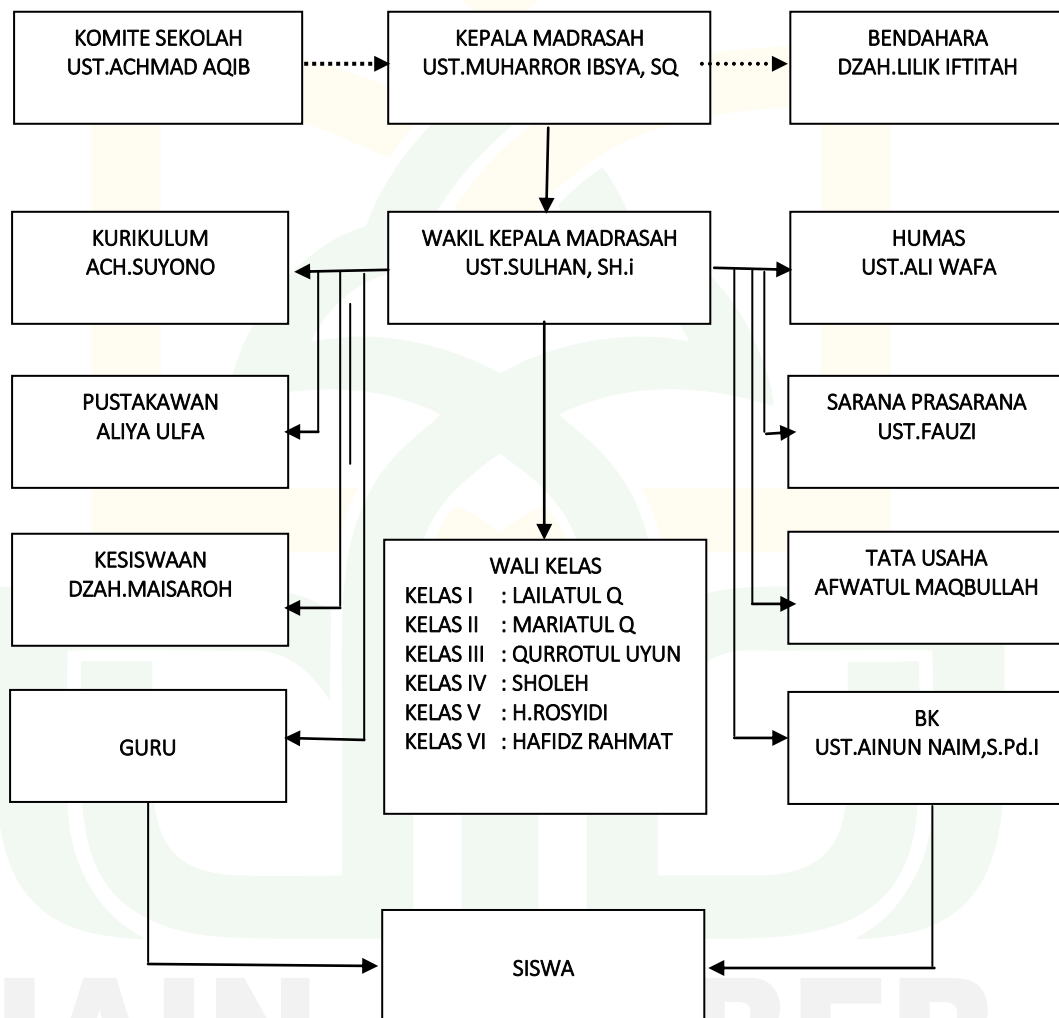 KOMITE SEKOLAH
UST.ACHMAD AQIB
KEPALA MADRASAH
UST.MUHARROR IBSYA, SQ
BENDAHARA
DZAH.LILIK IFTITAH
KURIKULUM
ACH.SUYONO
WAKIL KEPALA MADRASAH
UST.SULHAN, SH.i
HUMAS
UST.ALI WAFA
PUSTAKAWAN
ALIYA ULFA
SARANA PRASARANA
UST.FAUZI
KESISWAAN
DZAH.MAISAROH
WALI KELAS
KELAS I : LAILATUL Q
KELAS II : MARIATUL Q
KELAS III : QURROTUL UYUN
KELAS IV : SHOLEH
KELAS V : H.ROSYIDI
KELAS VI : HAFIDZ RAHMAT
TATA USAHA
AFWATUL MAQBULLAH
GURU
BK
UST.AINUN NAIM,S.Pd.I
SISWA